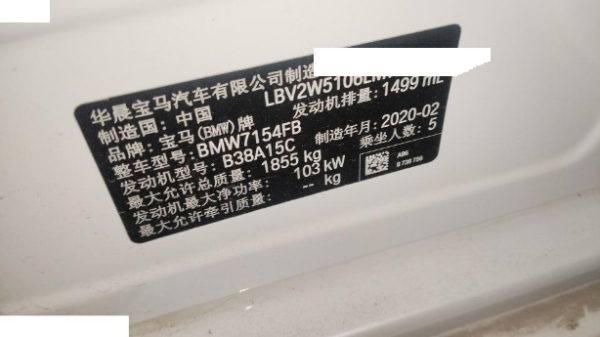 华晨宝马汽车有限公司制造
LBV2W5106LM
制造国：中国
发动机排量：1499 mL
品牌：宝马(BMW)牌
整车型号：BMW7154FB
制造年月：2020-02
发动机型号：B38A15C
乘坐人数：5
最大允许总质量：1855 kg
发动机最大净功率：103 kW
最大允许牵引质量：-- kg